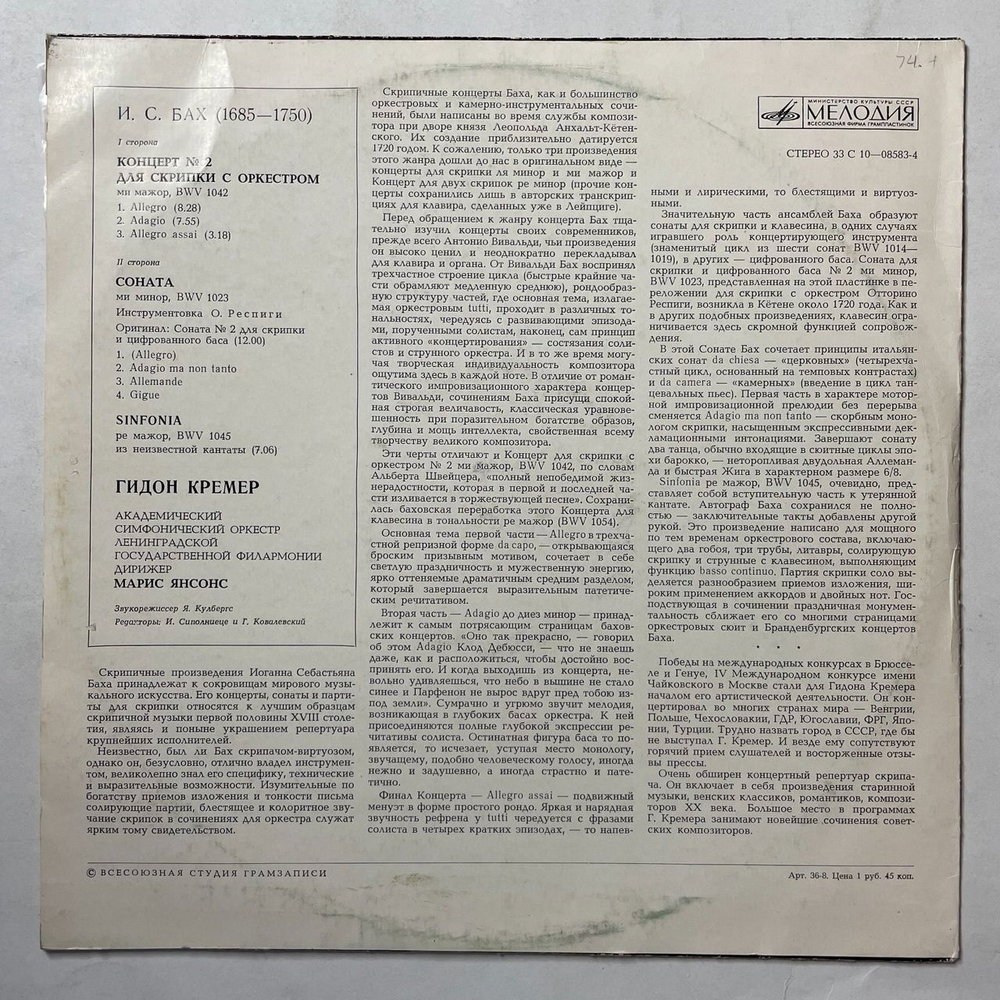 74.-
И. С. БАХ (1685—1750)
I сторона
КОНЦЕРТ № 2
ДЛЯ СКРИПКИ С ОРКЕСТРОМ
ми мажор, BWV 1042
1. Allegro (8.28)
2. Adagio (7.55)
3. Allegro assai (3.18)
II сторона
СОНАТА
ми минор, BWV 1023
Инструментовка О. Респиги
Оригинал: Соната № 2 для скрипки
и цифрованного баса (12.00)
1. (Allegro)
2. Adagio ma non tanto
3. Allemande
4. Gigue
SINFONIA
ре мажор, BWV 1045
из неизвестной кантаты (7.06)
ГИДОН КРЕМЕР
АКАДЕМИЧЕСКИЙ
СИМФОНИЧЕСКИЙ ОРКЕСТР
ЛЕНИНГРАДСКОЙ
ГОСУДАРСТВЕННОЙ ФИЛАРМОНИИ
ДИРИЖЕР
МАРИС ЯНСОНС
Звукорежиссер Я. Кулбергс
Редакторы: И. Сиполниеце и Г. Ковалевский
Скрипичные произведения Иоганна Себастьяна
Баха принадлежат к сокровищам мирового музы-
кального искусства. Его концерты, сонаты и парти-
ты для скрипки относятся к лучшим образцам
скрипичной музыки первой половины XVIII столе-
тия, являясь и поныне украшением репертуара
крупнейших исполнителей.
Неизвестно, был ли Бах скрипачом-виртуозом,
однако он, безусловно, отлично владел инструмен-
том, великолепно знал его специфику, технические
и выразительные возможности. Изумительные по
богатству приемов изложения и тонкости письма
солирующие партии, блестящее и колоритное зву-
чание скрипок в сочинениях для оркестра служат
ярким тому свидетельством.
Скрипичные концерты Баха, как и большинство
оркестровых и камерно-инструментальных сочи-
нений, были написаны во время службы компози-
тора при дворе князя Леопольда Анхальт-Кётен-
ского. Их создание приблизительно датируется
1720 годом. К сожалению, только три произведения
этого жанра дошли до нас в оригинальном виде —
концерты для скрипки ля минор и ми мажор и
Концерт для двух скрипок ре минор (прочие кон-
церты сохранились лишь в авторских транскрип-
циях для клавира, сделанных уже в Лейпциге).
Перед обращением к жанру концерта Бах тща-
тельно изучил концерты своих современников,
прежде всего Антонио Вивальди, чьи произведения
он высоко ценил и неоднократно перекладывал
для клавира и органа. От Вивальди Бах воспринял
трехчастное строение цикла (быстрые крайние ча-
сти обрамляют медленную среднюю), рондообраз-
ную структуру частей, где основная тема, излагае-
мая оркестровым tutti, проходит в различных то-
нальностях, чередуясь с развивающими эпизода-
ми, порученными солистам, наконец, сам принцип
активного «концертирования» — состязания соли-
стов и струнного оркестра. И в то же время могу-
чая творческая индивидуальность композитора
ощутима здесь в каждой ноте. В отличие от роман-
тического импровизационного характера концер-
тов Вивальди, сочинениям Баха присущи спокой-
ная строгая величавость, классическая уравнове-
шенность при поразительном богатстве образов,
глубина и мощь интеллекта, свойственная всему
творчеству великого композитора.
Эти черты отличают и Концерт для скрипки с
оркестром № 2 ми мажор, BWV 1042, по словам
Альберта Швейцера, «полный непобедимой жиз-
нерадостности, которая в первой и последней ча-
сти изливается в торжествующей песне». Сохрани-
лась баховская переработка этого Концерта для
клавесина в тональности ре мажор (BWV 1054).
Основная тема первой части — Allegro в трехча-
стной репризной форме da capo, — открывающаяся
броским призывным мотивом, сочетает в себе
светлую праздничность и мужественную энергию,
ярко оттеняемые драматичным средним разделом,
который завершается выразительным патетиче-
ским речитативом.
Вторая часть — Adagio до диез минор — принад-
лежит к самым потрясающим страницам бахов-
ских концертов. «Оно так прекрасно, — говорил
об этом Adagio Клод Дебюсси, — что не знаешь
даже, как и расположиться, чтобы достойно вос-
принять его. И когда выходишь из концерта, не-
вольно удивляешься, что небо в вышине не стало
синее и Парфенон не вырос вдруг пред тобою из-
под земли». Сумрачно и угрюмо звучит мелодия,
возникающая в глубоких басах оркестра. К ней
присоединяются полные глубокой экспрессии ре-
читативы солиста. Остинатная фигура баса то по-
является, то исчезает, уступая место монологу,
звучащему, подобно человеческому голосу, иногда
нежно и задушевно, а иногда страстно и пате-
тично.
Финал Концерта — Allegro assai — подвижный
менуэт в форме простого рондо. Яркая и нарядная
звучность рефрена у tutti чередуется с фразами
солиста в четырех кратких эпизодах, — то напев-
МИНИСТЕРСТВО КУЛЬТУРЫ СССР
МЕЛОДИЯ
ВСЕСОЮЗНАЯ ФИРМА ГРАМПЛАСТИНОК
СТЕРЕО 33 С 10—08583-4
ными и лирическими, то блестящими и виртуоз-
ными.
Значительную часть ансамблей Баха образуют
сонаты для скрипки и клавесина, в одних случаях
игравшего роль концертирующего инструмента
(знаменитый цикл из шести сонат BWV 1014—
1019), в других — цифрованного баса. Соната для
скрипки и цифрованного баса № 2 ми минор,
BWV 1023, представленная на этой пластинке в пе-
реложении для скрипки с оркестром Отторино
Респиги, возникла в Кётене около 1720 года. Как и
в других подобных произведениях, клавесин огра-
ничивается здесь скромной функцией сопровож-
дения.
В этой Сонате Бах сочетает принципы итальян-
ских сонат da chiesa — «церковных» (четырехча-
стный цикл, основанный на темповых контрастах)
и da camera — «камерных» (введение в цикл тан-
цевальных пьес). Первая часть в характере мотор-
ной импровизационной прелюдии без перерыва
сменяется Adagio ma non tanto — скорбным моно-
логом скрипки, насыщенным экспрессивными дек-
ламационными интонациями. Завершают сонату
два танца, обычно входящие в сюитные циклы эпо-
хи барокко, — неторопливая двудольная Аллеман-
да и быстрая Жига в характерном размере 6/8.
Sinfonia ре мажор, BWV 1045, очевидно, пред-
ставляет собой вступительную часть к утерянной
кантате. Автограф Баха сохранился не полно-
стью — заключительные такты добавлены другой
рукой. Это произведение написано для мощного
по тем временам оркестрового состава, включаю-
щего два гобоя, три трубы, литавры, солирующую
скрипку и струнные с клавесином, выполняющим
функцию basso continuo. Партия скрипки соло вы-
деляется разнообразием приемов изложения, ши-
роким применением аккордов и двойных нот. Гос-
подствующая в сочинении праздничная монумен-
тальность сближает его со многими страницами
оркестровых сюит и Бранденбургских концертов
Баха.
• • •
Победы на международных конкурсах в Брюссе-
ле и Генуе, IV Международном конкурсе имени
Чайковского в Москве стали для Гидона Кремера
началом его артистической деятельности. Он кон-
цертировал во многих странах мира — Венгрии,
Польше, Чехословакии, ГДР, Югославии, ФРГ, Япо-
нии, Турции. Трудно назвать город в СССР, где бы
не выступал Г. Кремер. И везде ему сопутствуют
горячий прием слушателей и восторженные отзы-
вы прессы.
Очень обширен концертный репертуар скрипа-
ча. Он включает в себя произведения старинной
музыки, венских классиков, романтиков, компози-
торов XX века. Большое место в программах
Г. Кремера занимают новейшие сочинения совет-
ских композиторов.
© ВСЕСОЮЗНАЯ СТУДИЯ ГРАМЗАПИСИ
Арт. 36-8. Цена 1 руб. 45 коп.